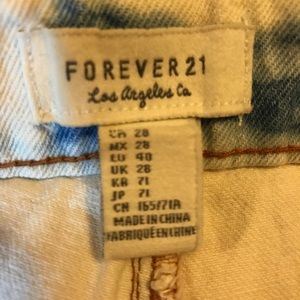 FOREVER 21
Los Angeles Ca
28
MX 28
EU 40
UK 28
KR 71
JP 71
CN 165/71A
MADE IN CHINA
FABRIQUÉ EN CHINE